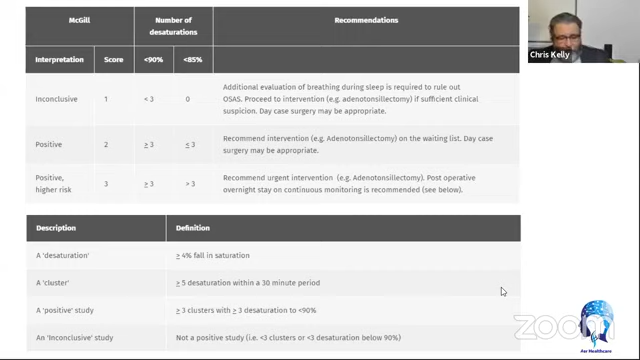 McGill
Number of
desaturations
Recommendations
Interpretation
Score
<90%
<85%
Inconclusive
1
< 3
0
Additional evaluation of breathing during sleep is required to rule out
OSAS. Proceed to intervention (e.g. adenotonsillectomy) if sufficient clinical
suspicion. Day case surgery may be appropriate.
Positive
2
≥ 3
≤ 3
Recommend intervention (e.g. Adenotonsillectomy) on the waiting list. Day case
surgery may be appropriate.
Positive,
higher risk
3
≥ 3
> 3
Recommend urgent intervention (e.g. Adenotonsillectomy). Post operative
overnight stay on continuous monitoring is recommended (see below).
Description
Definition
A 'desaturation'
≥ 4% fall in saturation
A 'cluster'
≥ 5 desaturation within a 30 minute period
A 'positive' study
≥ 3 clusters with ≥ 3 desaturation to <90%
An 'Inconclusive' study
Not a positive study (i.e. <3 clusters or <3 desaturation below 90%)
Chris Kelly
zoom
Aer Healthcare